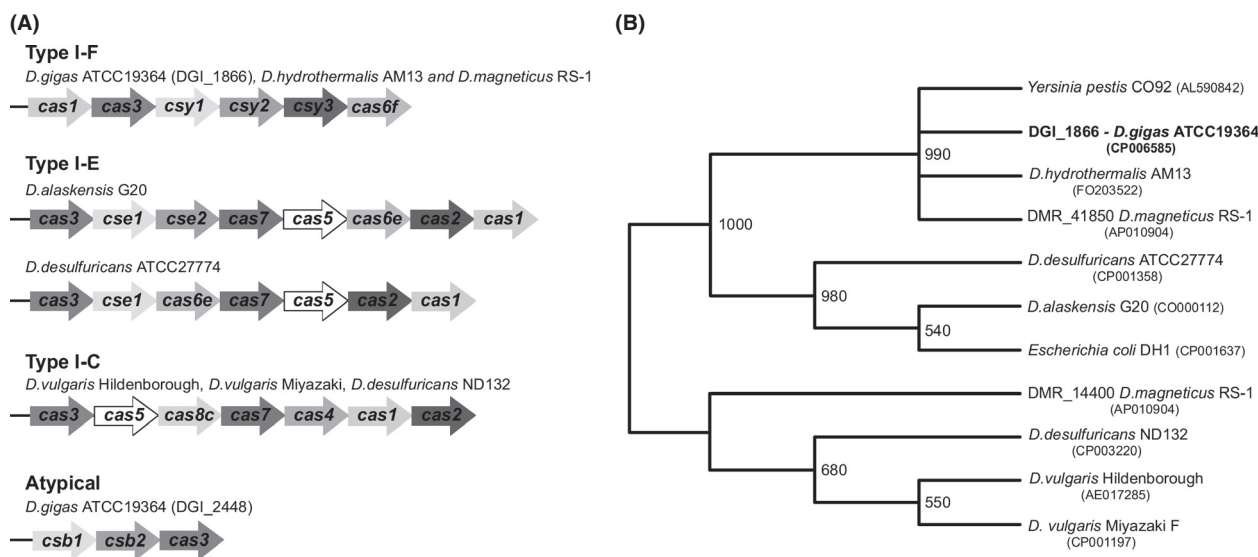 (A)
Type I-F
D.gigas ATCC19364 (DGI_1866), D.hydrothermalis AM13 and D.magneticus RS-1
cas1 cas3 csy1 csy2 csy3 cas6f
Type I-E
D.alaskensis G20
cas3 cse1 cse2 cas7 cas5 cas6e cas2 cas1
D.desulfuricans ATCC27774
cas3 cse1 cas6e cas7 cas5 cas2 cas1
Type I-C
D.vulgaris Hildenborough, D.vulgaris Miyazaki, D.desulfuricans ND132
cas3 cas5 cas8c cas7 cas4 cas1 cas2
Atypical
D.gigas ATCC19364 (DGI_2448)
csb1 csb2 cas3
(B)
Yersinia pestis CO92 (AL590842)
DGI_1866 - D.gigas ATCC19364
(CP006585)
990
D.hydrothermalis AM13
(FO203522)
DMR_41850 D.magneticus RS-1
(AP010904)
1000
D.desulfuricans ATCC27774
(CP001358)
980
D.alaskensis G20 (CO000112)
540
Escherichia coli DH1 (CP001637)
DMR_14400 D.magneticus RS-1
(AP010904)
D.desulfuricans ND132
(CP003220)
680
D.vulgaris Hildenborough
(AE017285)
550
D. vulgaris Miyazaki F
(CP001197)